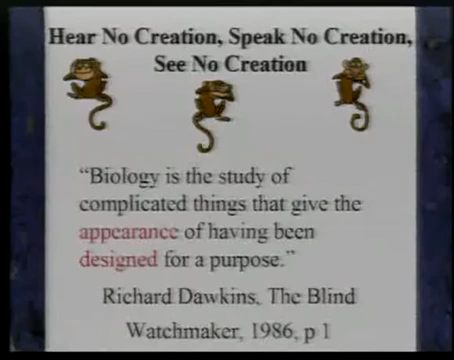 Hear No Creation, Speak No Creation,
See No Creation
“Biology is the study of
complicated things that give the
appearance of having been
designed for a purpose.”
Richard Dawkins, The Blind
Watchmaker, 1986, p 1